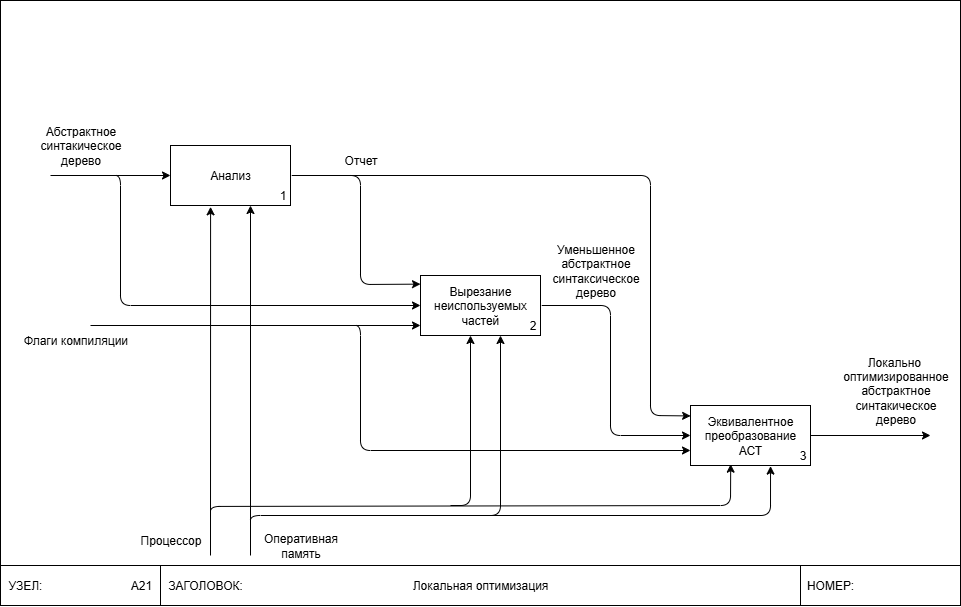 Абстрактное
синтакическое
дерево
Анализ
1
Отчет
Уменьшенное
абстрактное
синтаксическое
дерево
Вырезание
неиспользуемых
частей
2
Флаги компиляции
Локально
оптимизированное
абстрактное
синтакическое
дерево
Эквивалентное
преобразование
АСТ
3
Процессор
Оперативная
память
УЗЕЛ:
А21
ЗАГОЛОВОК:
Локальная оптимизация
НОМЕР: